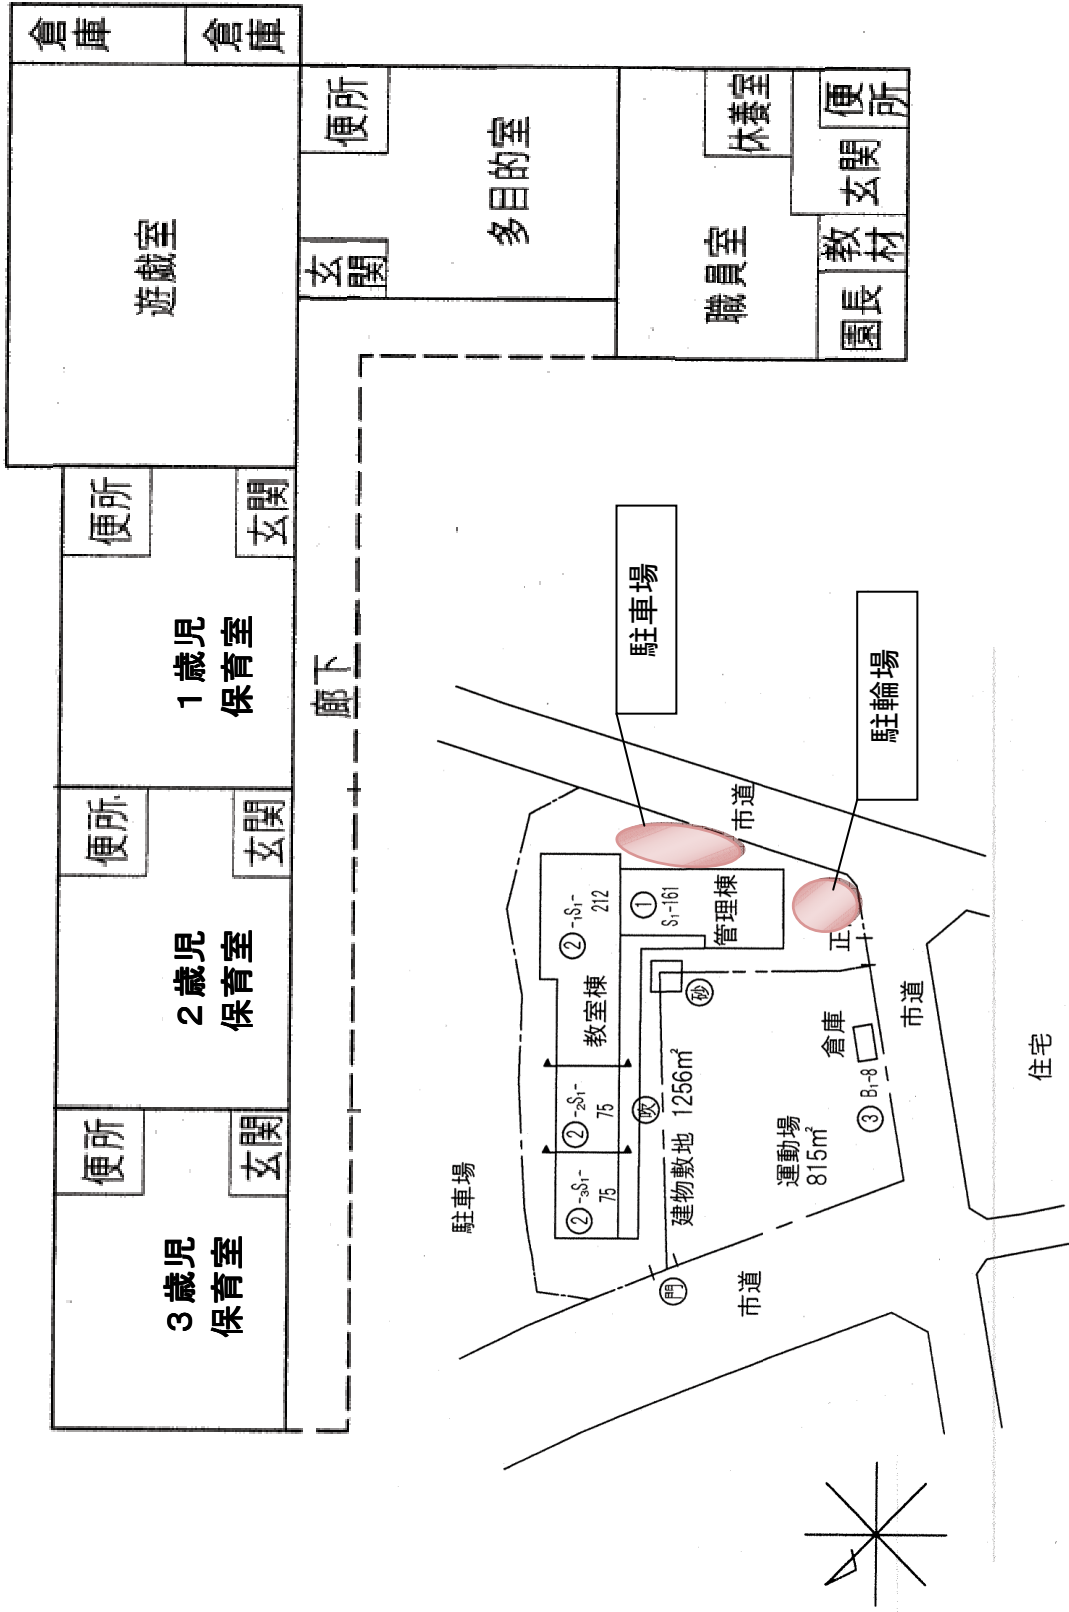 倉庫
倉庫
遊戯室
便所
玄関
多目的室
休養室
職員室
便所
玄関
教材
園長
便所
玄関
1歳児
保育室
便所
玄関
2歳児
保育室
便所
玄関
3歳児
保育室
廊下
駐車場
駐輪場
市道
②-₁S₁-
212
①
S₁-161
管理棟
正
教室棟
砂
②-₂S₁-
75
吹
②-₃S₁-
75
建物敷地 1256㎡
運動場
815㎡
倉庫
③ B₁-8
市道
住宅
駐車場
門
市道